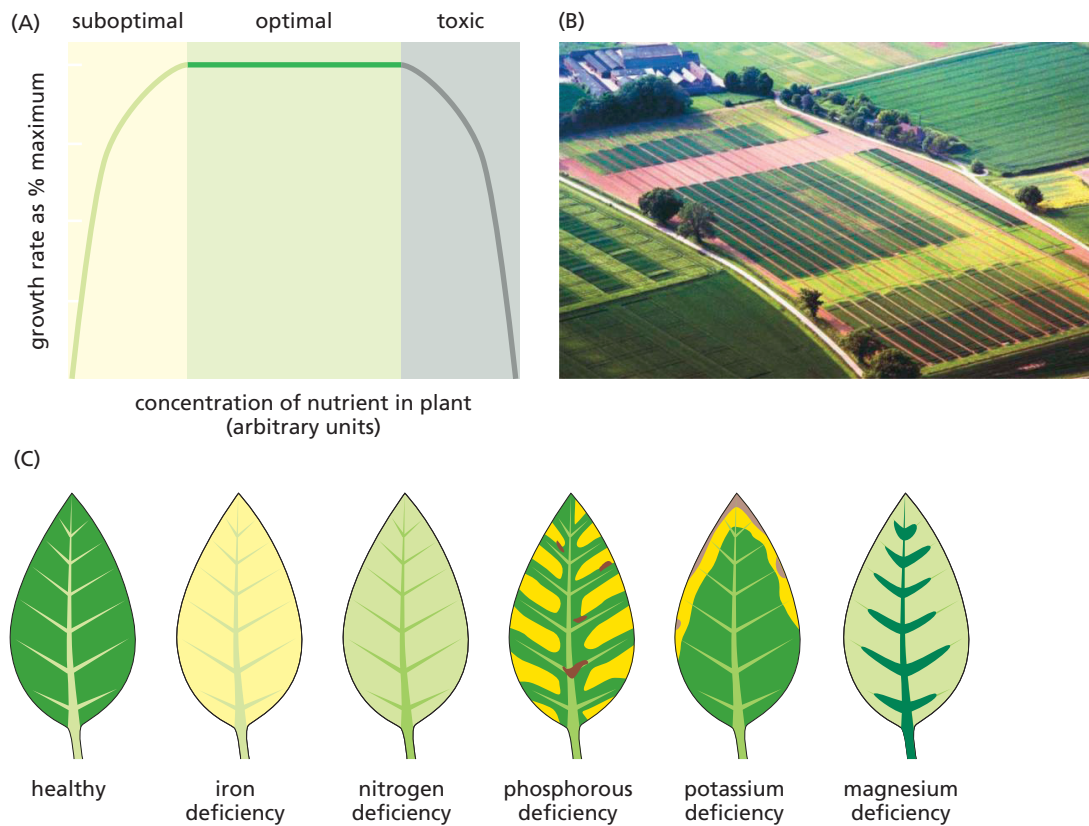 (A)
suboptimal
optimal
toxic
growth rate as % maximum
concentration of nutrient in plant
(arbitrary units)
(B)
(C)
healthy
iron
deficiency
nitrogen
deficiency
phosphorous
deficiency
potassium
deficiency
magnesium
deficiency